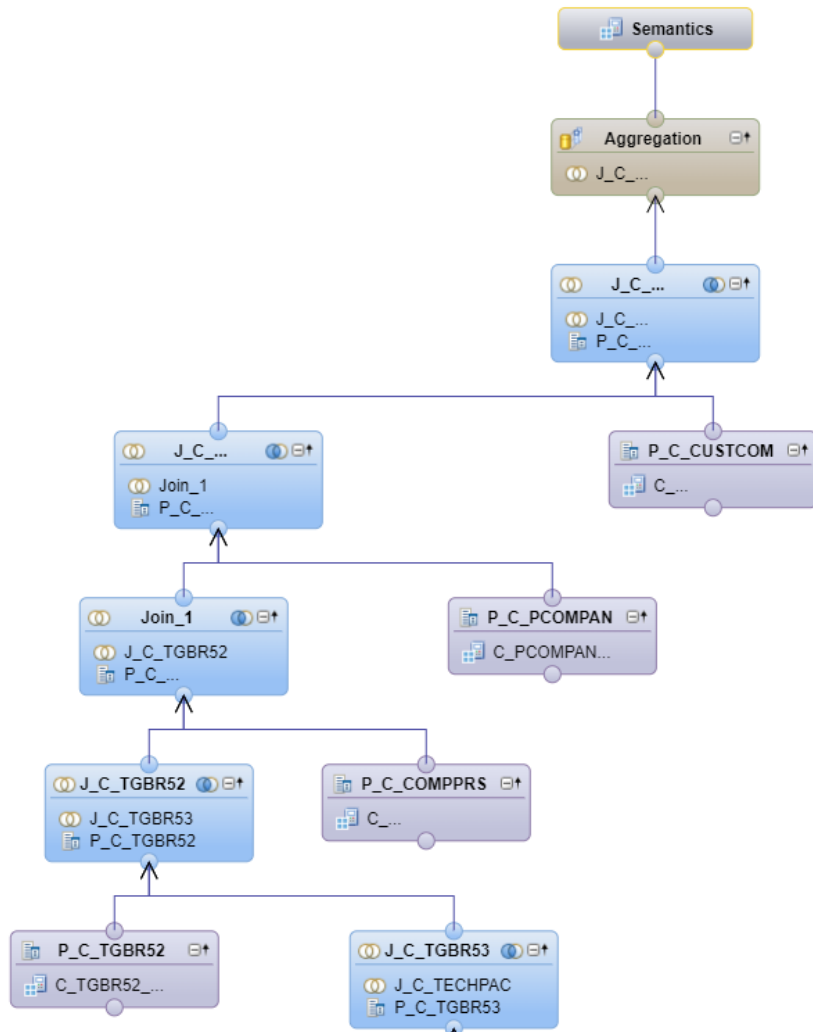 Semantics
Aggregation
J_C_...
J_C_...
J_C_...
P_C_...
J_C_...
Join_1
P_C_...
P_C_CUSTCOM
C_...
Join_1
J_C_TGBR52
P_C_...
P_C_PCOMPAN
C_PCOMPAN...
J_C_TGBR52
J_C_TGBR53
P_C_TGBR52
P_C_COMPPRS
C_...
P_C_TGBR52
C_TGBR52_...
J_C_TGBR53
J_C_TECHPAC
P_C_TGBR53